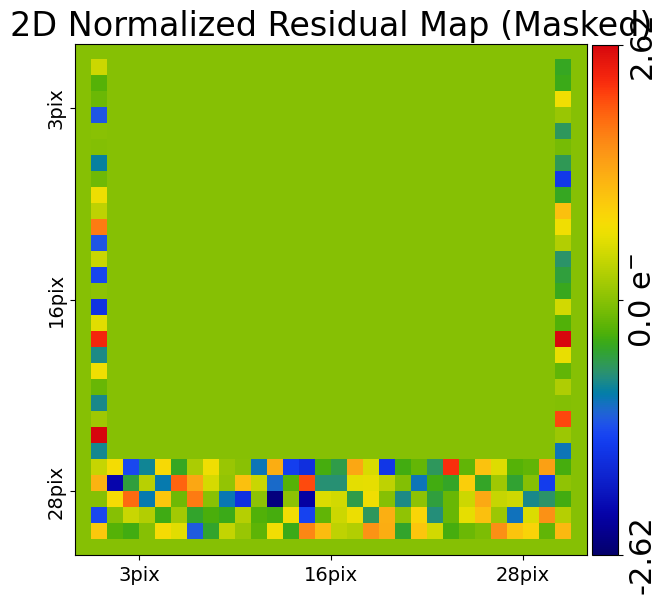 2D Normalized Residual Map (Masked)
2.62
0.0 e⁻
-2.62
3pix
16pix
28pix
3pix
16pix
28pix